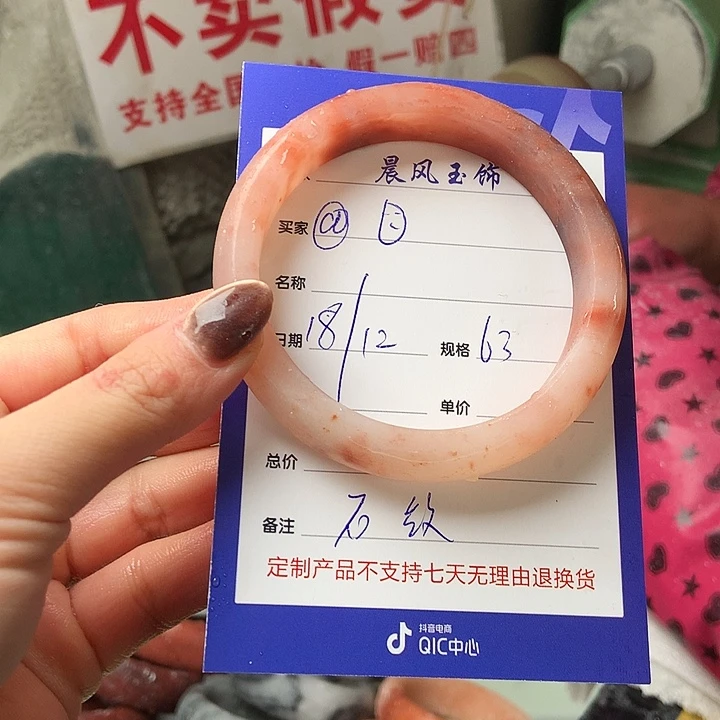 不卖假货
支持全国 假一赔四
晨风玉饰
买家 @
名称
日期 18/12 规格 63
单价
总价
备注 石纹
定制产品不支持七天无理由退换货
抖音电商
QIC中心